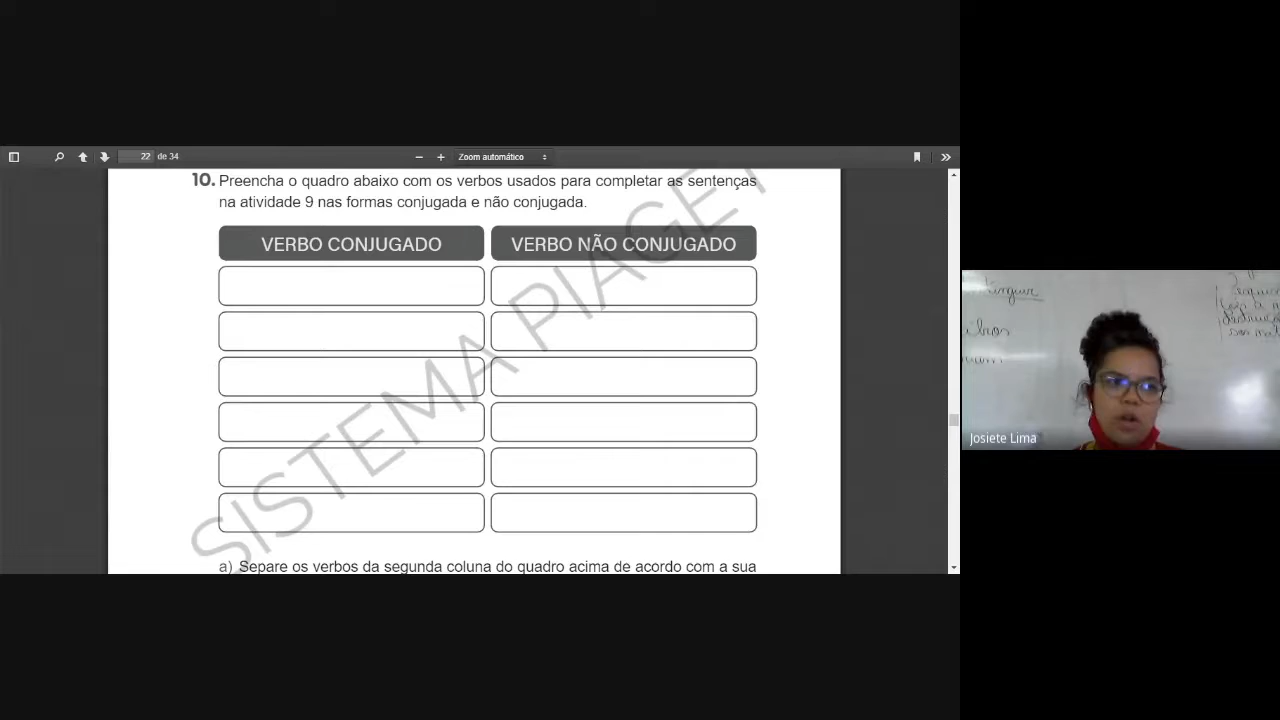 22 de 34
Zoom automático
10. Preencha o quadro abaixo com os verbos usados para completar as sentenças
na atividade 9 nas formas conjugada e não conjugada.
VERBO CONJUGADO VERBO NÃO CONJUGADO
SISTEMA PIAGET
a) Separe os verbos da segunda coluna do quadro acima de acordo com a sua
Josiete Lima